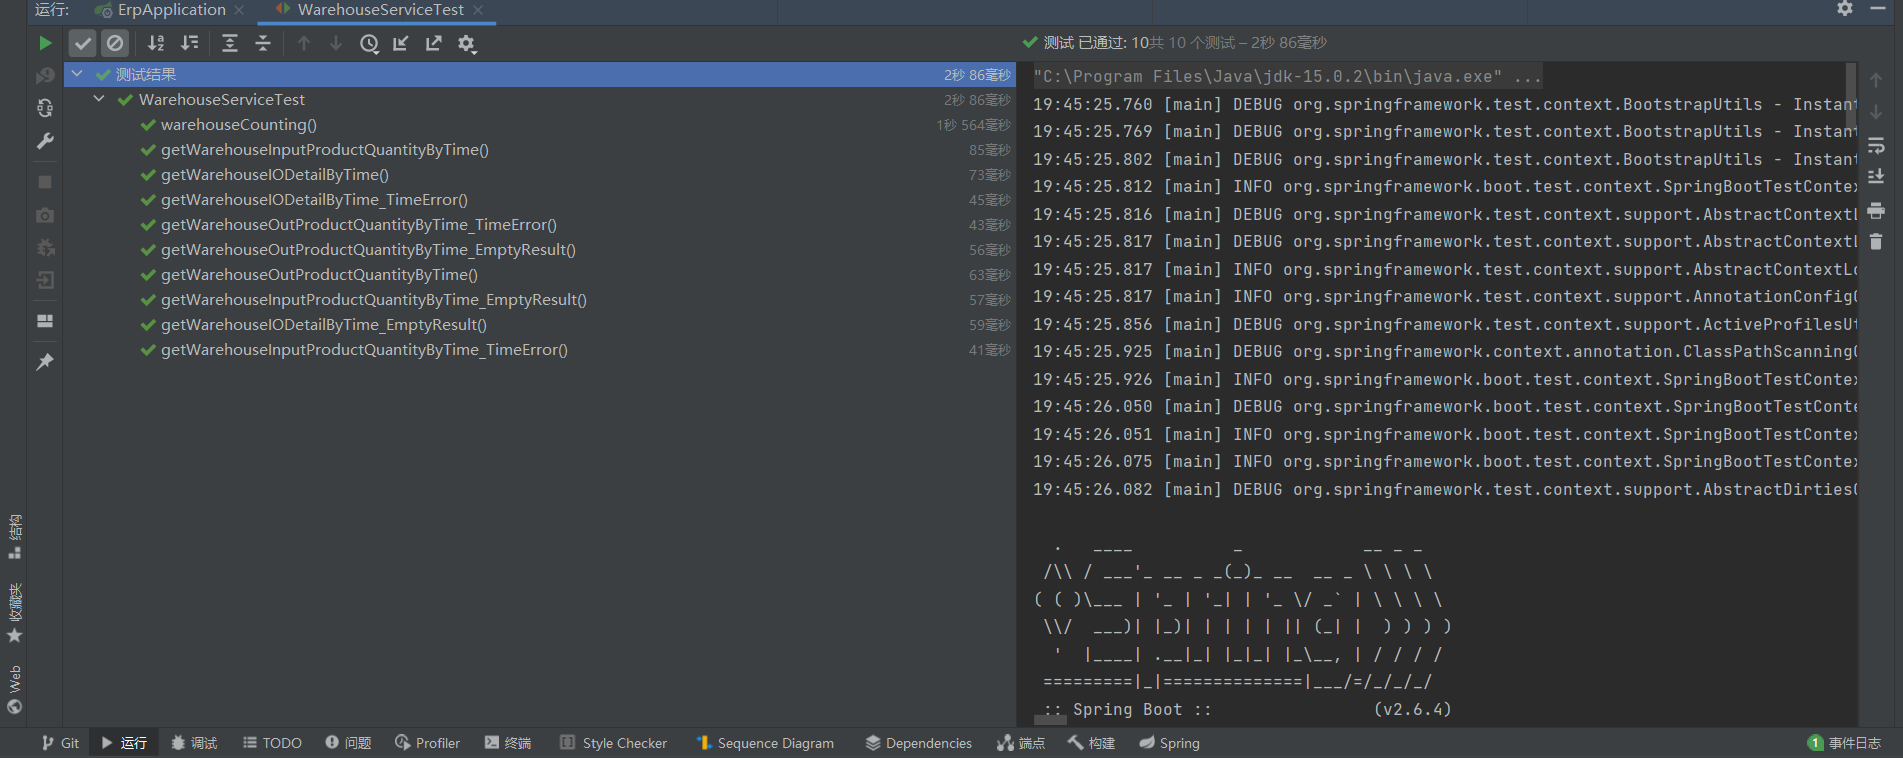 运行: ErpApplication WarehouseServiceTest
测试 已通过: 10共 10 个测试 – 2秒 86毫秒
测试结果 2秒 86毫秒
WarehouseServiceTest 2秒 86毫秒
warehouseCounting() 1秒 564毫秒
getWarehouseInputProductQuantityByTime() 85毫秒
getWarehouseIODetailByTime() 73毫秒
getWarehouseIODetailByTime_TimeError() 45毫秒
getWarehouseOutProductQuantityByTime_TimeError() 43毫秒
getWarehouseOutProductQuantityByTime_EmptyResult() 56毫秒
getWarehouseOutProductQuantityByTime() 63毫秒
getWarehouseInputProductQuantityByTime_EmptyResult() 57毫秒
getWarehouseIODetailByTime_EmptyResult() 59毫秒
getWarehouseInputProductQuantityByTime_TimeError() 41毫秒
"C:\Program Files\Java\jdk-15.0.2\bin\java.exe" ...
19:45:25.760 [main] DEBUG org.springframework.test.context.BootstrapUtils - Instant
19:45:25.769 [main] DEBUG org.springframework.test.context.BootstrapUtils - Instant
19:45:25.802 [main] DEBUG org.springframework.test.context.BootstrapUtils - Instant
19:45:25.812 [main] INFO org.springframework.boot.test.context.SpringBootTestContex
19:45:25.816 [main] DEBUG org.springframework.test.context.support.AbstractContextL
19:45:25.817 [main] DEBUG org.springframework.test.context.support.AbstractContextL
19:45:25.817 [main] INFO org.springframework.test.context.support.AbstractContextLo
19:45:25.817 [main] INFO org.springframework.test.context.support.AnnotationConfigC
19:45:25.856 [main] DEBUG org.springframework.test.context.support.ActiveProfilesUt
19:45:25.925 [main] DEBUG org.springframework.context.annotation.ClassPathScanningC
19:45:25.926 [main] INFO org.springframework.boot.test.context.SpringBootTestContex
19:45:26.050 [main] DEBUG org.springframework.boot.test.context.SpringBootTestConte
19:45:26.051 [main] INFO org.springframework.boot.test.context.SpringBootTestContex
19:45:26.075 [main] INFO org.springframework.boot.test.context.SpringBootTestContex
19:45:26.082 [main] DEBUG org.springframework.test.context.support.AbstractDirtiesC
  .   ____          _            __ _ _
 /\\ / ___'_ __ _ _(_)_ __  __ _ \ \ \ \
( ( )\___ | '_ | '_| | '_ \/ _` | \ \ \ \
 \\/  ___)| |_)| | | | | || (_| |  ) ) ) )
  '  |____| .__|_| |_|_| |_\__, | / / / /
 =========|_|==============|___/=/_/_/_/
 :: Spring Boot ::                (v2.6.4)
结构
收藏夹
Web
Git 运行 调试 TODO 问题 Profiler 终端 Style Checker Sequence Diagram Dependencies 端点 构建 Spring 1 事件日志